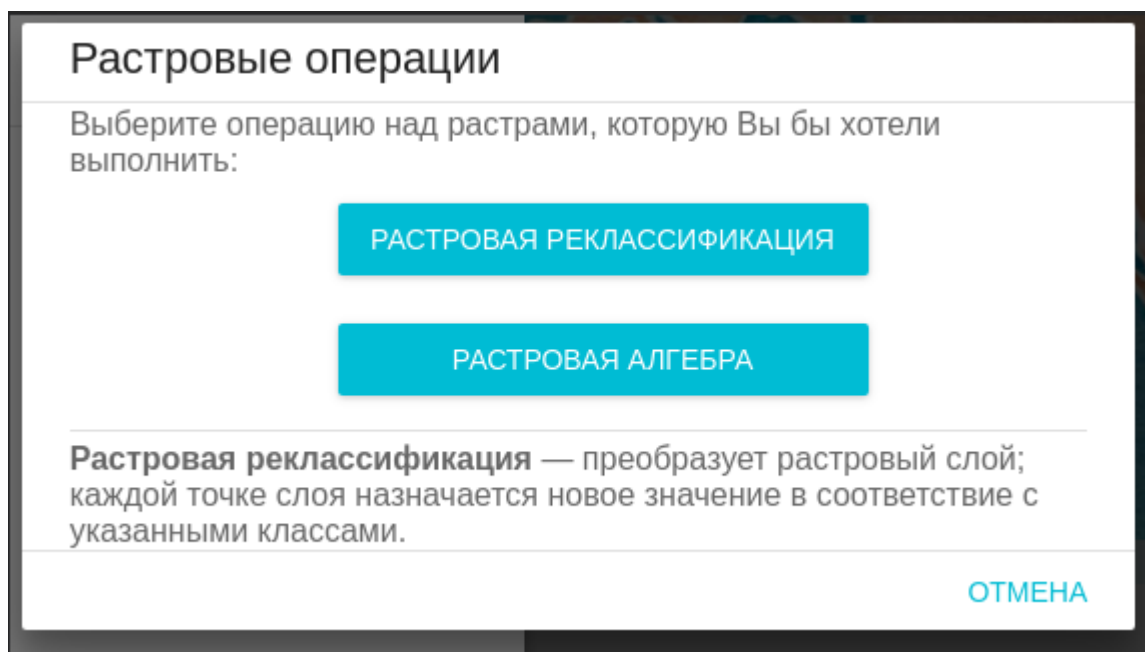 Растровые операции
Выберите операцию над растрами, которую Вы бы хотели
выполнить:
РАСТРОВАЯ РЕКЛАССИФИКАЦИЯ
РАСТРОВАЯ АЛГЕБРА
Растровая реклассификация — преобразует растровый слой;
каждой точке слоя назначается новое значение в соответствие с
указанными классами.
ОТМЕНА